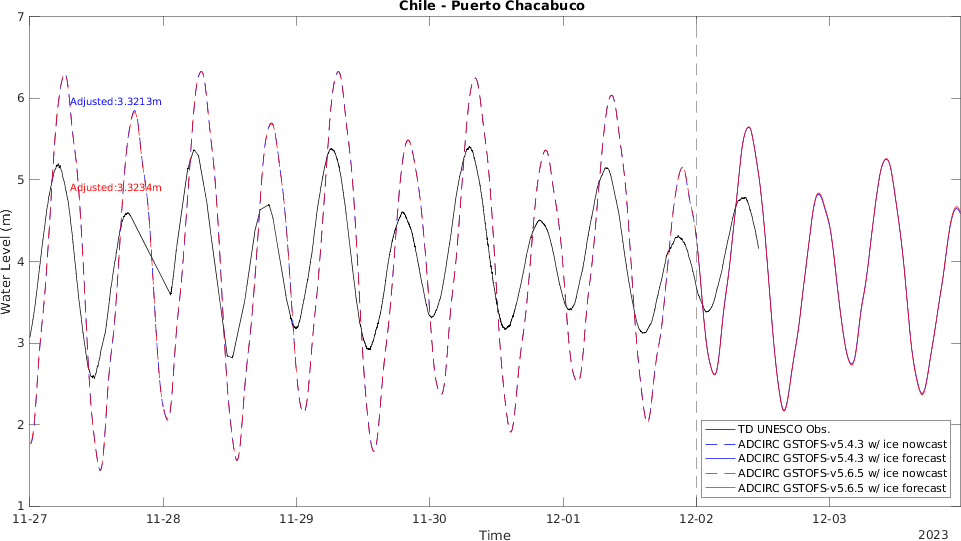 Chile - Puerto Chacabuco
7
6
5
4
3
2
1
Water Level (m)
Adjusted:3.3213m
Adjusted:3.3234m
TD UNESCO Obs.
ADCIRC GSTOFS-v5.4.3 w/ ice nowcast
ADCIRC GSTOFS-v5.4.3 w/ ice forecast
ADCIRC GSTOFS-v5.6.5 w/ ice nowcast
ADCIRC GSTOFS-v5.6.5 w/ ice forecast
11-27 11-28 11-29 11-30 12-01 12-02 12-03
Time
2023